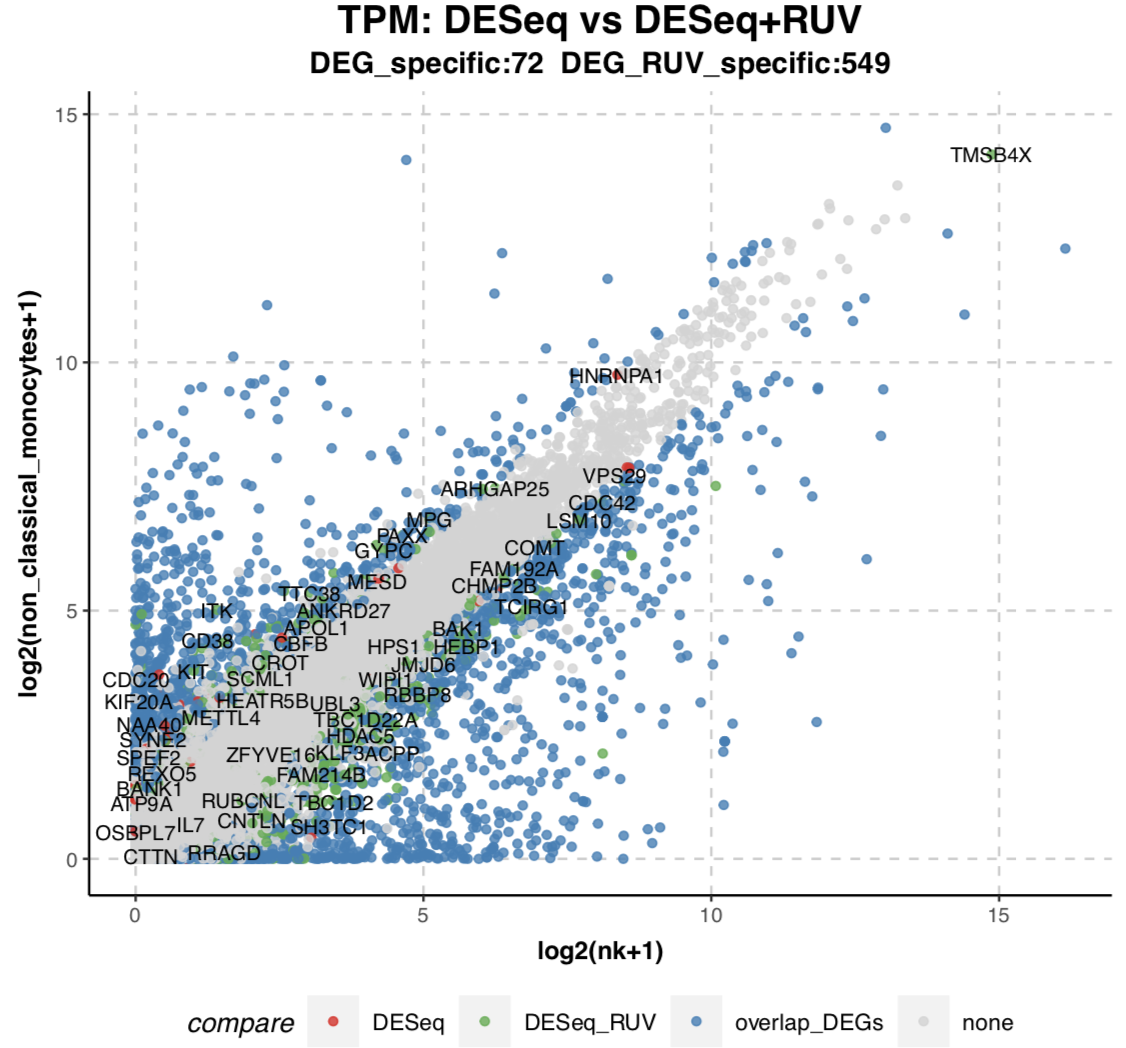 TPM: DESeq vs DESeq+RUV
DEG_specific:72 DEG_RUV_specific:549
log2(non_classical_monocytes+1)
15
10
5
0
TMSB4X
HNRNPA1
VPS29
ARHGAP25
CDC42
MPG
LSM10
PAXX
GYPC
COMT
FAM192A
MESD
CHMP2B
TTC38
ITK
ANKRD27
TCIRG1
APOL1
BAK1
CD38
CBFB
HPS1
HEBP1
CROT
JMJD6
KIT
SCML1
WIPI1
CDC20
RBBP8
KIF20A
HEATR5B
UBL3
METTL4
TBC1D22A
NAA40
HDAC5
SYNE2
ZFYVE16
KLF3
ACPP
SPEF2
REXO5
FAM214B
BANK1
ATP9A
RUBCNL
TBC1D2
CNTLN
IL7
SH3TC1
OSBPL7
RRAGD
CTTN
0
5
10
15
log2(nk+1)
compare DESeq DESeq_RUV overlap_DEGs none